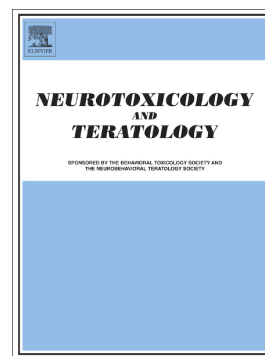 ELSEVIER
NEUROTOXICOLOGY
AND
TERATOLOGY
SPONSORED BY THE BEHAVIORAL TOXICOLOGY SOCIETY AND
THE NEUROBEHAVIORAL TERATOLOGY SOCIETY